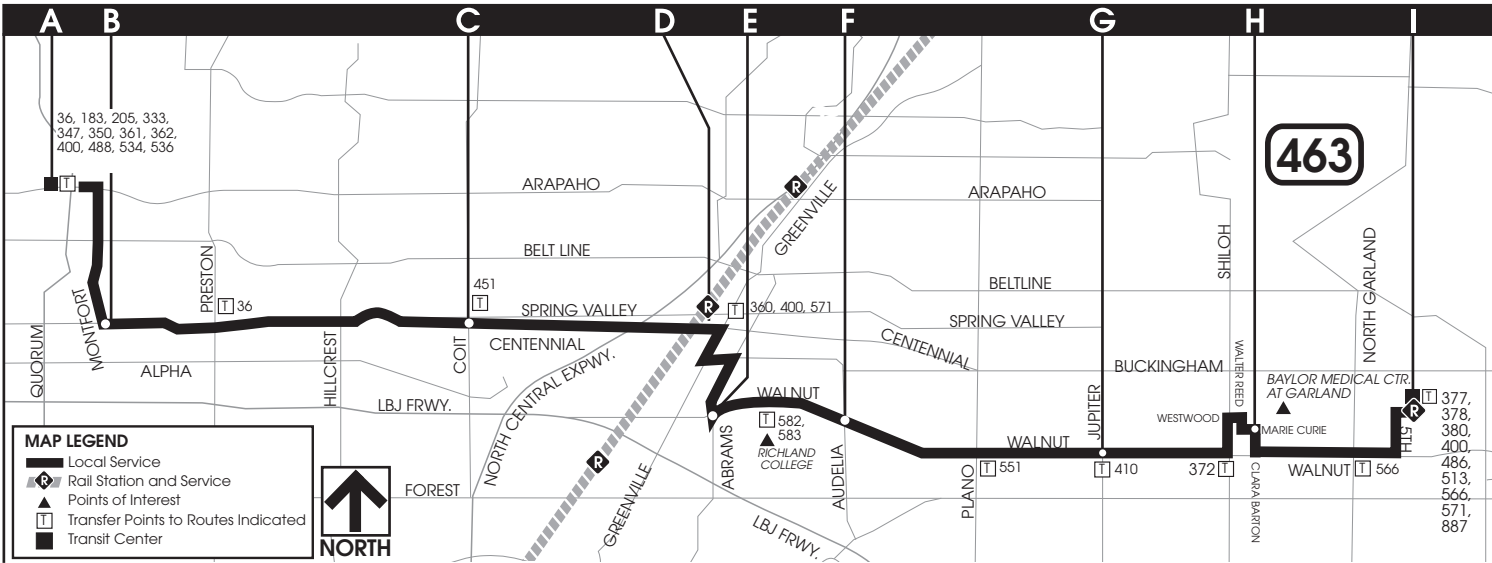 A B C D E F G H I
36, 183, 205, 333,
347, 350, 361, 362,
400, 488, 534, 536
463
ARAPAHO
ARAPAHO
GREENVILLE
BELT LINE
BELTLINE
PRESTON
36
451
SPRING VALLEY
360, 400, 571
SPRING VALLEY
SHILOH
NORTH GARLAND
QUORUM
MONTFORT
ALPHA
HILLCREST
COIT
CENTENNIAL
CENTENNIAL
NORTH CENTRAL EXPWY.
LBJ FRWY.
WALNUT
BUCKINGHAM
WALTER REED
BAYLOR MEDICAL CTR.
AT GARLAND
WESTWOOD
MARIE CURIE
377,
378,
380,
400,
486,
513,
566,
571,
887
5TH
582,
583
RICHLAND
COLLEGE
ABRAMS
AUDELIA
WALNUT
JUPITER
PLANO
551
410
372
CLARA BARTON
WALNUT
566
FOREST
GREENVILLE
LBJ FRWY.
MAP LEGEND
Local Service
R Rail Station and Service
Points of Interest
T Transfer Points to Routes Indicated
Transit Center
NORTH